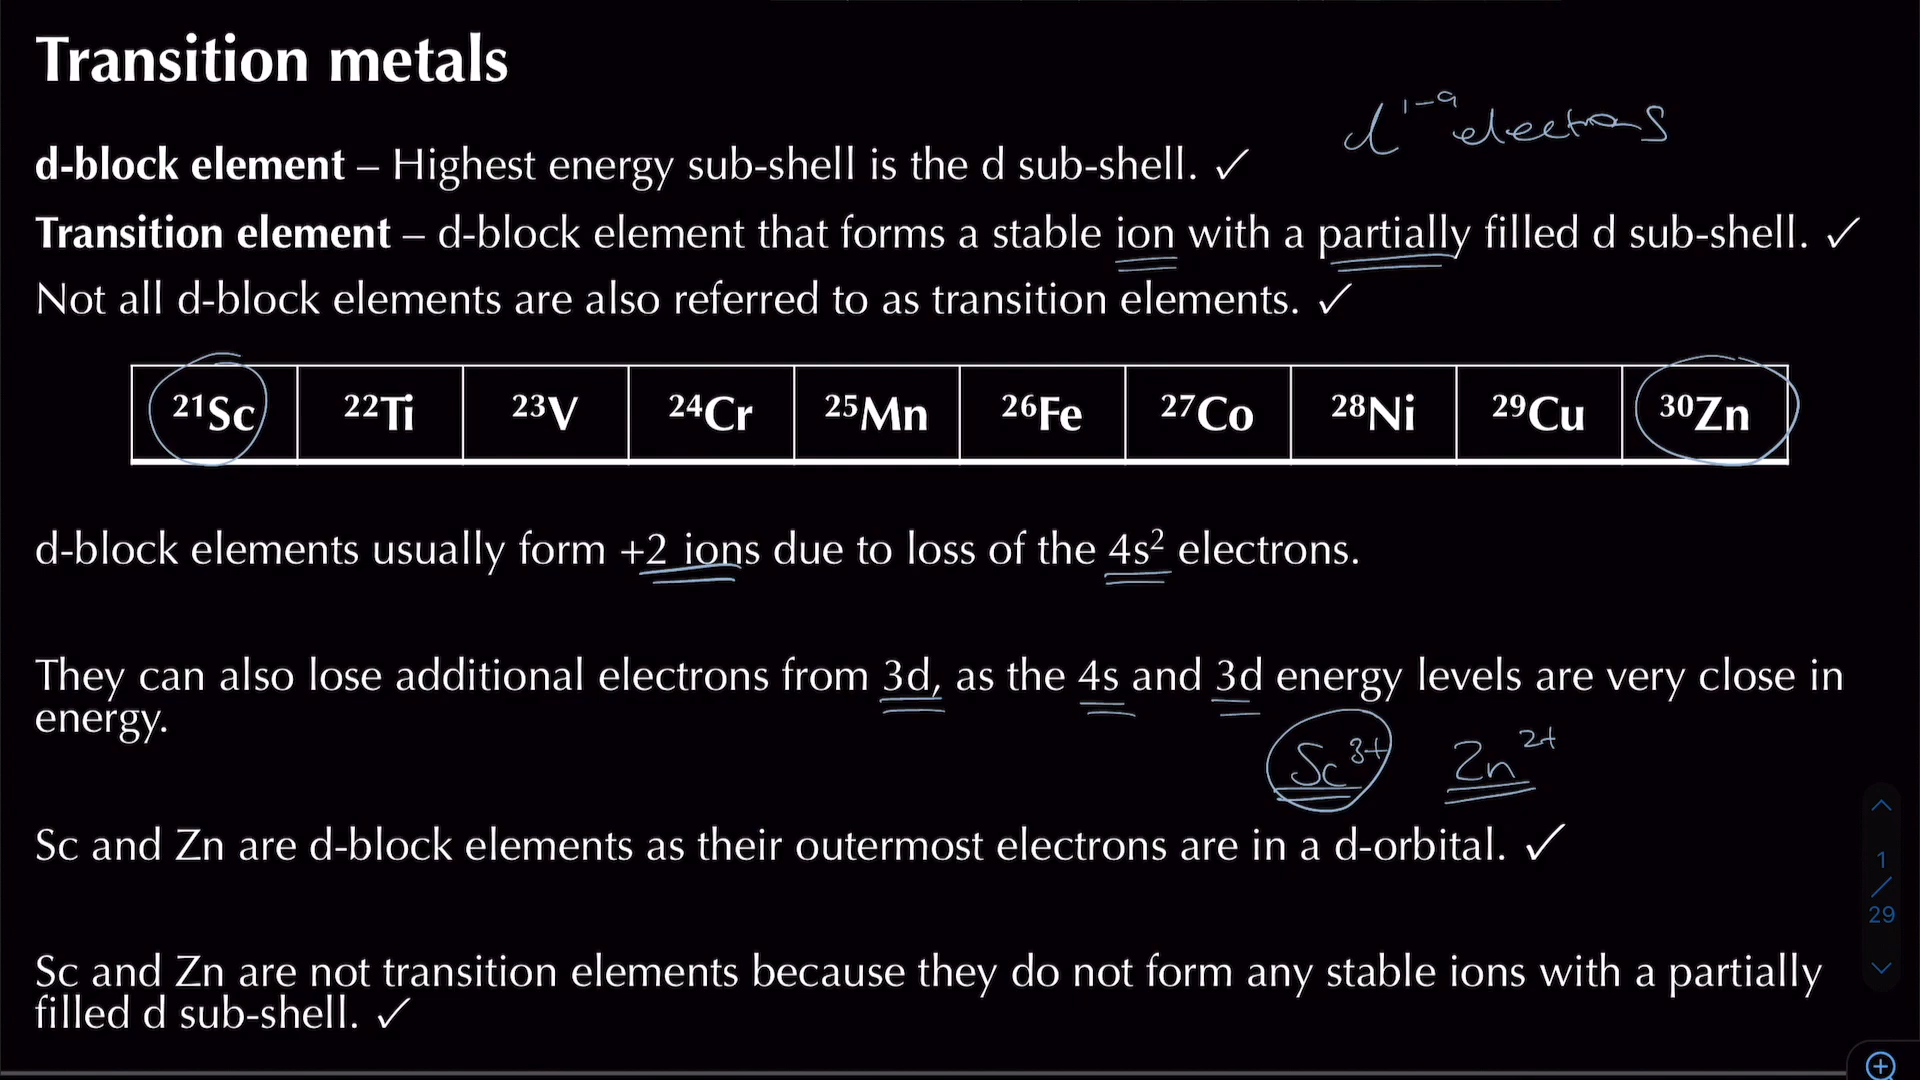 Transition metals
d¹⁻⁹ electrons
d-block element – Highest energy sub-shell is the d sub-shell. ✓
Transition element – d-block element that forms a stable ion with a partially filled d sub-shell. ✓
Not all d-block elements are also referred to as transition elements. ✓
²¹Sc ²²Ti ²³V ²⁴Cr ²⁵Mn ²⁶Fe ²⁷Co ²⁸Ni ²⁹Cu ³⁰Zn
d-block elements usually form +2 ions due to loss of the 4s² electrons.
They can also lose additional electrons from 3d, as the 4s and 3d energy levels are very close in
energy.
Sc³⁺ Zn²⁺
Sc and Zn are d-block elements as their outermost electrons are in a d-orbital. ✓
Sc and Zn are not transition elements because they do not form any stable ions with a partially
filled d sub-shell. ✓
1
/
29